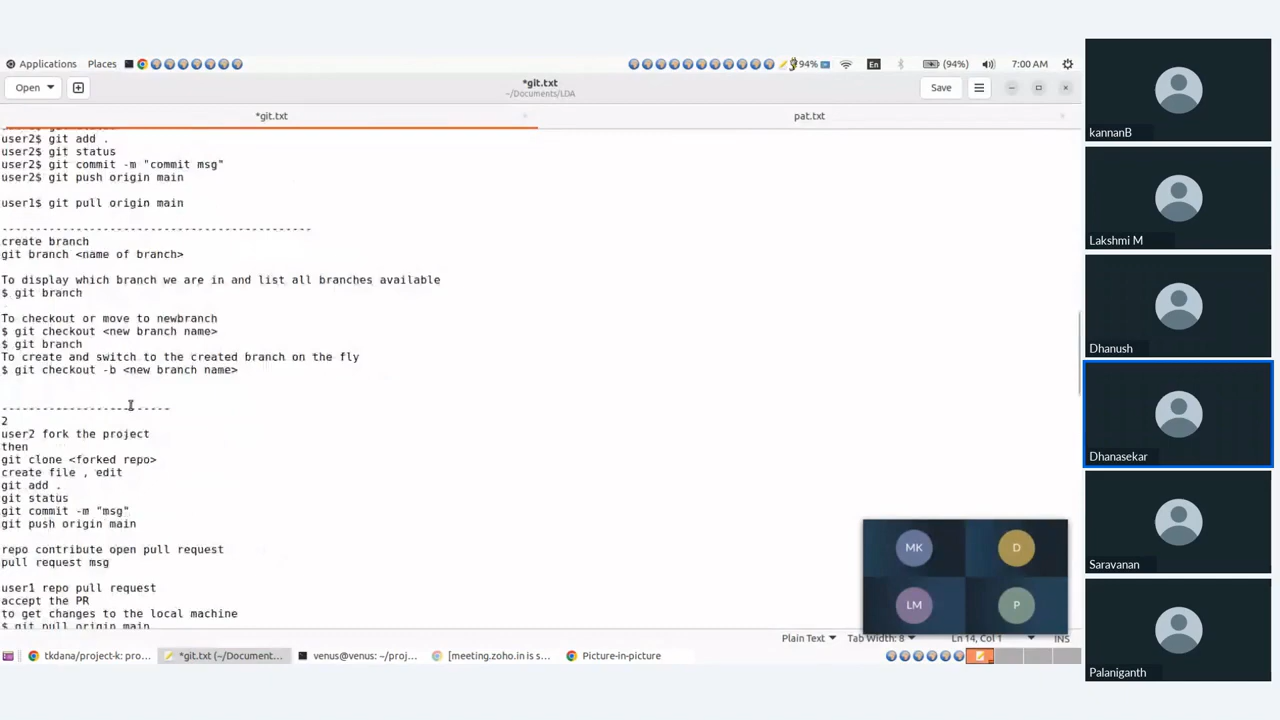 Applications Places 94% En (94%) 7:00 AM
Open *git.txt Save
~/Documents/LDA
*git.txt pat.txt
user2$ git add .
user2$ git status
user2$ git commit -m "commit msg"
user2$ git push origin main
user1$ git pull origin main
----------------------------------------------
create branch
git branch <name of branch>
To display which branch we are in and list all branches available
$ git branch
To checkout or move to newbranch
$ git checkout <new branch name>
$ git branch
To create and switch to the created branch on the fly
$ git checkout -b <new branch name>
-------------------------
2
user2 fork the project
then
git clone <forked repo>
create file , edit
git add .
git status
git commit -m "msg"
git push origin main
repo contribute open pull request
pull request msg
user1 repo pull request
accept the PR
to get changes to the local machine
$ git pull origin main
MK D
LM P
Plain Text Tab Width: 8 Ln 14, Col 1 INS
tkdana/project-k: pro... *git.txt (~/Document... venus@venus: ~/proj... [meeting.zoho.in is s... Picture-in-picture
kannanB
Lakshmi M
Dhanush
Dhanasekar
Saravanan
Palaniganth